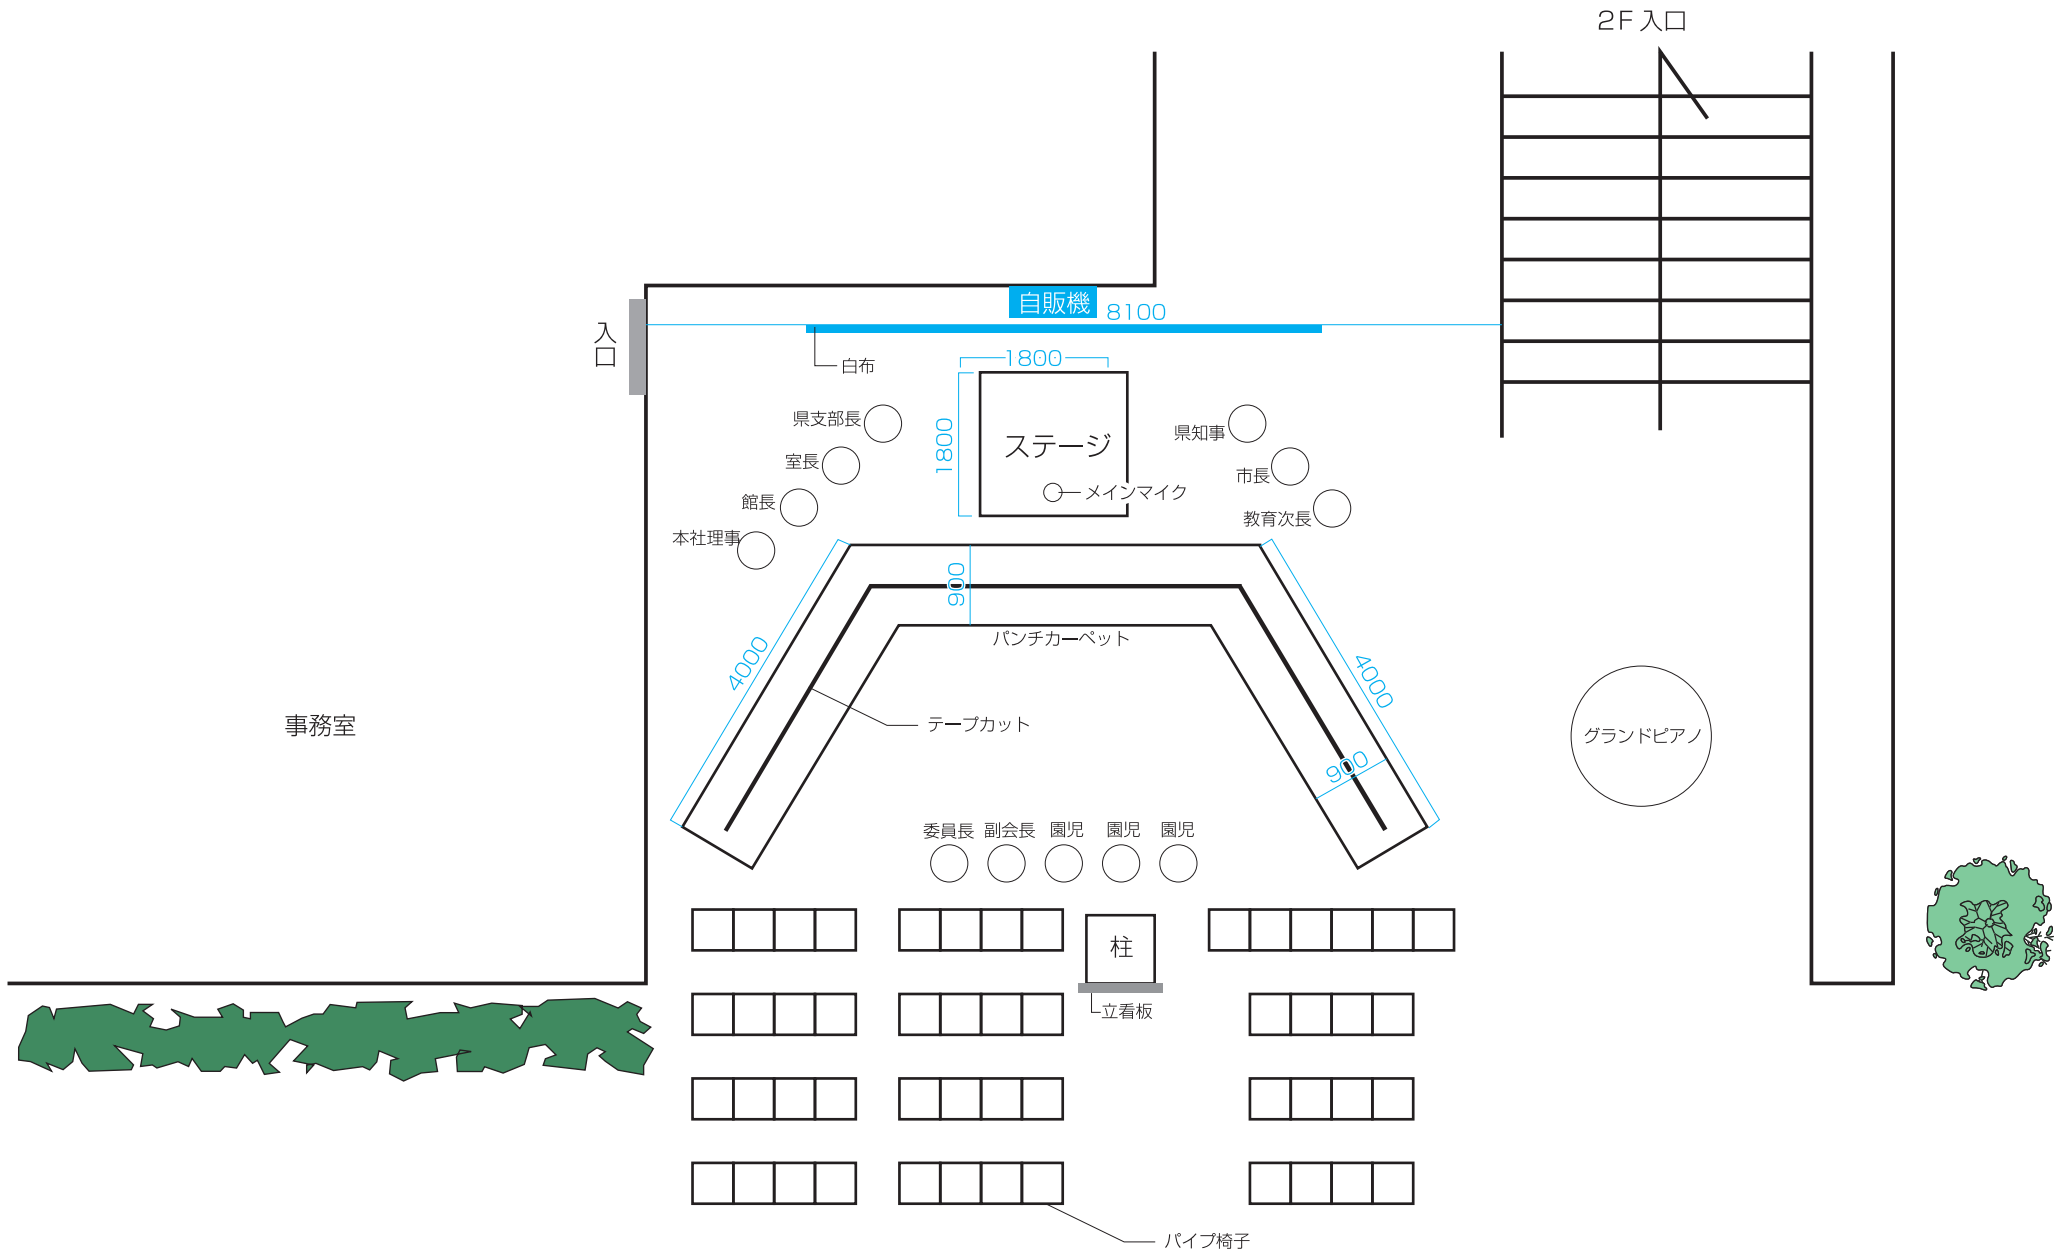 2F 入口
自販機
8100
入口
白布
1800
県支部長
1800
ステージ
県知事
室長
市長
館長
メインマイク
教育次長
本社理事
900
パンチカーペット
4000
4000
テープカット
事務室
グランドピアノ
900
委員長
副会長
園児
園児
園児
柱
立看板
パイプ椅子